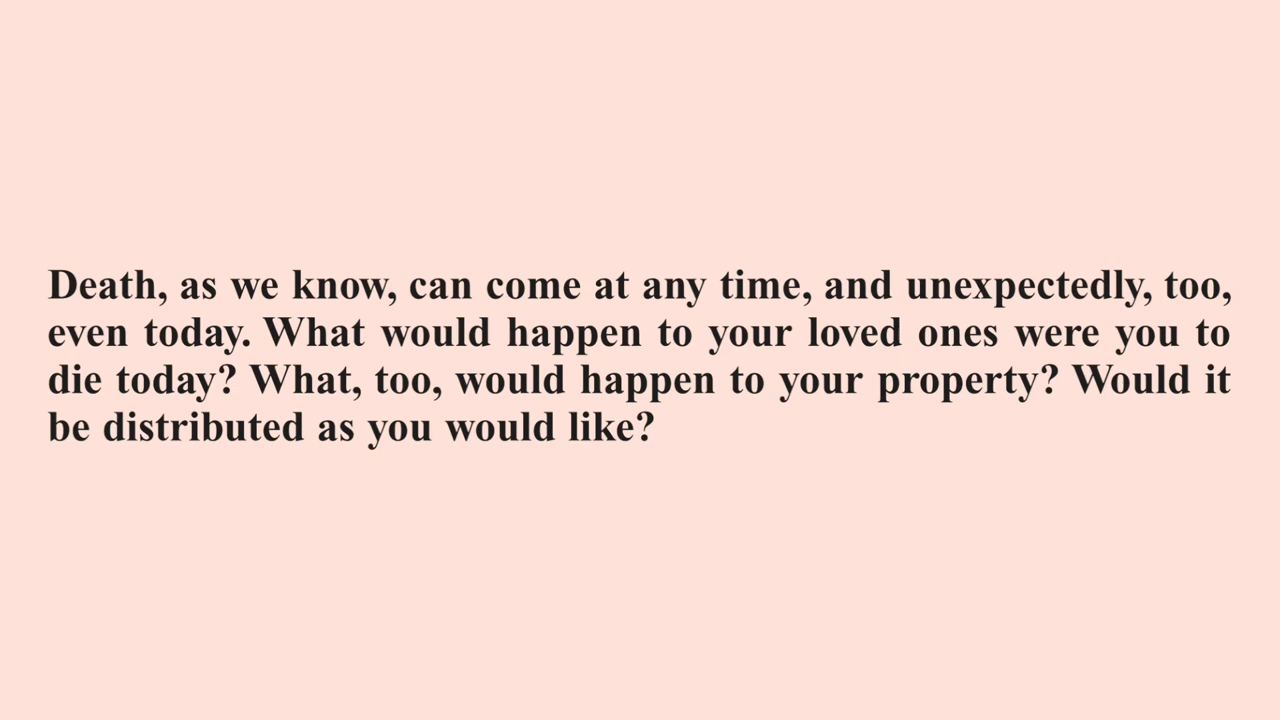 Death, as we know, can come at any time, and unexpectedly, too,
even today. What would happen to your loved ones were you to
die today? What, too, would happen to your property? Would it
be distributed as you would like?